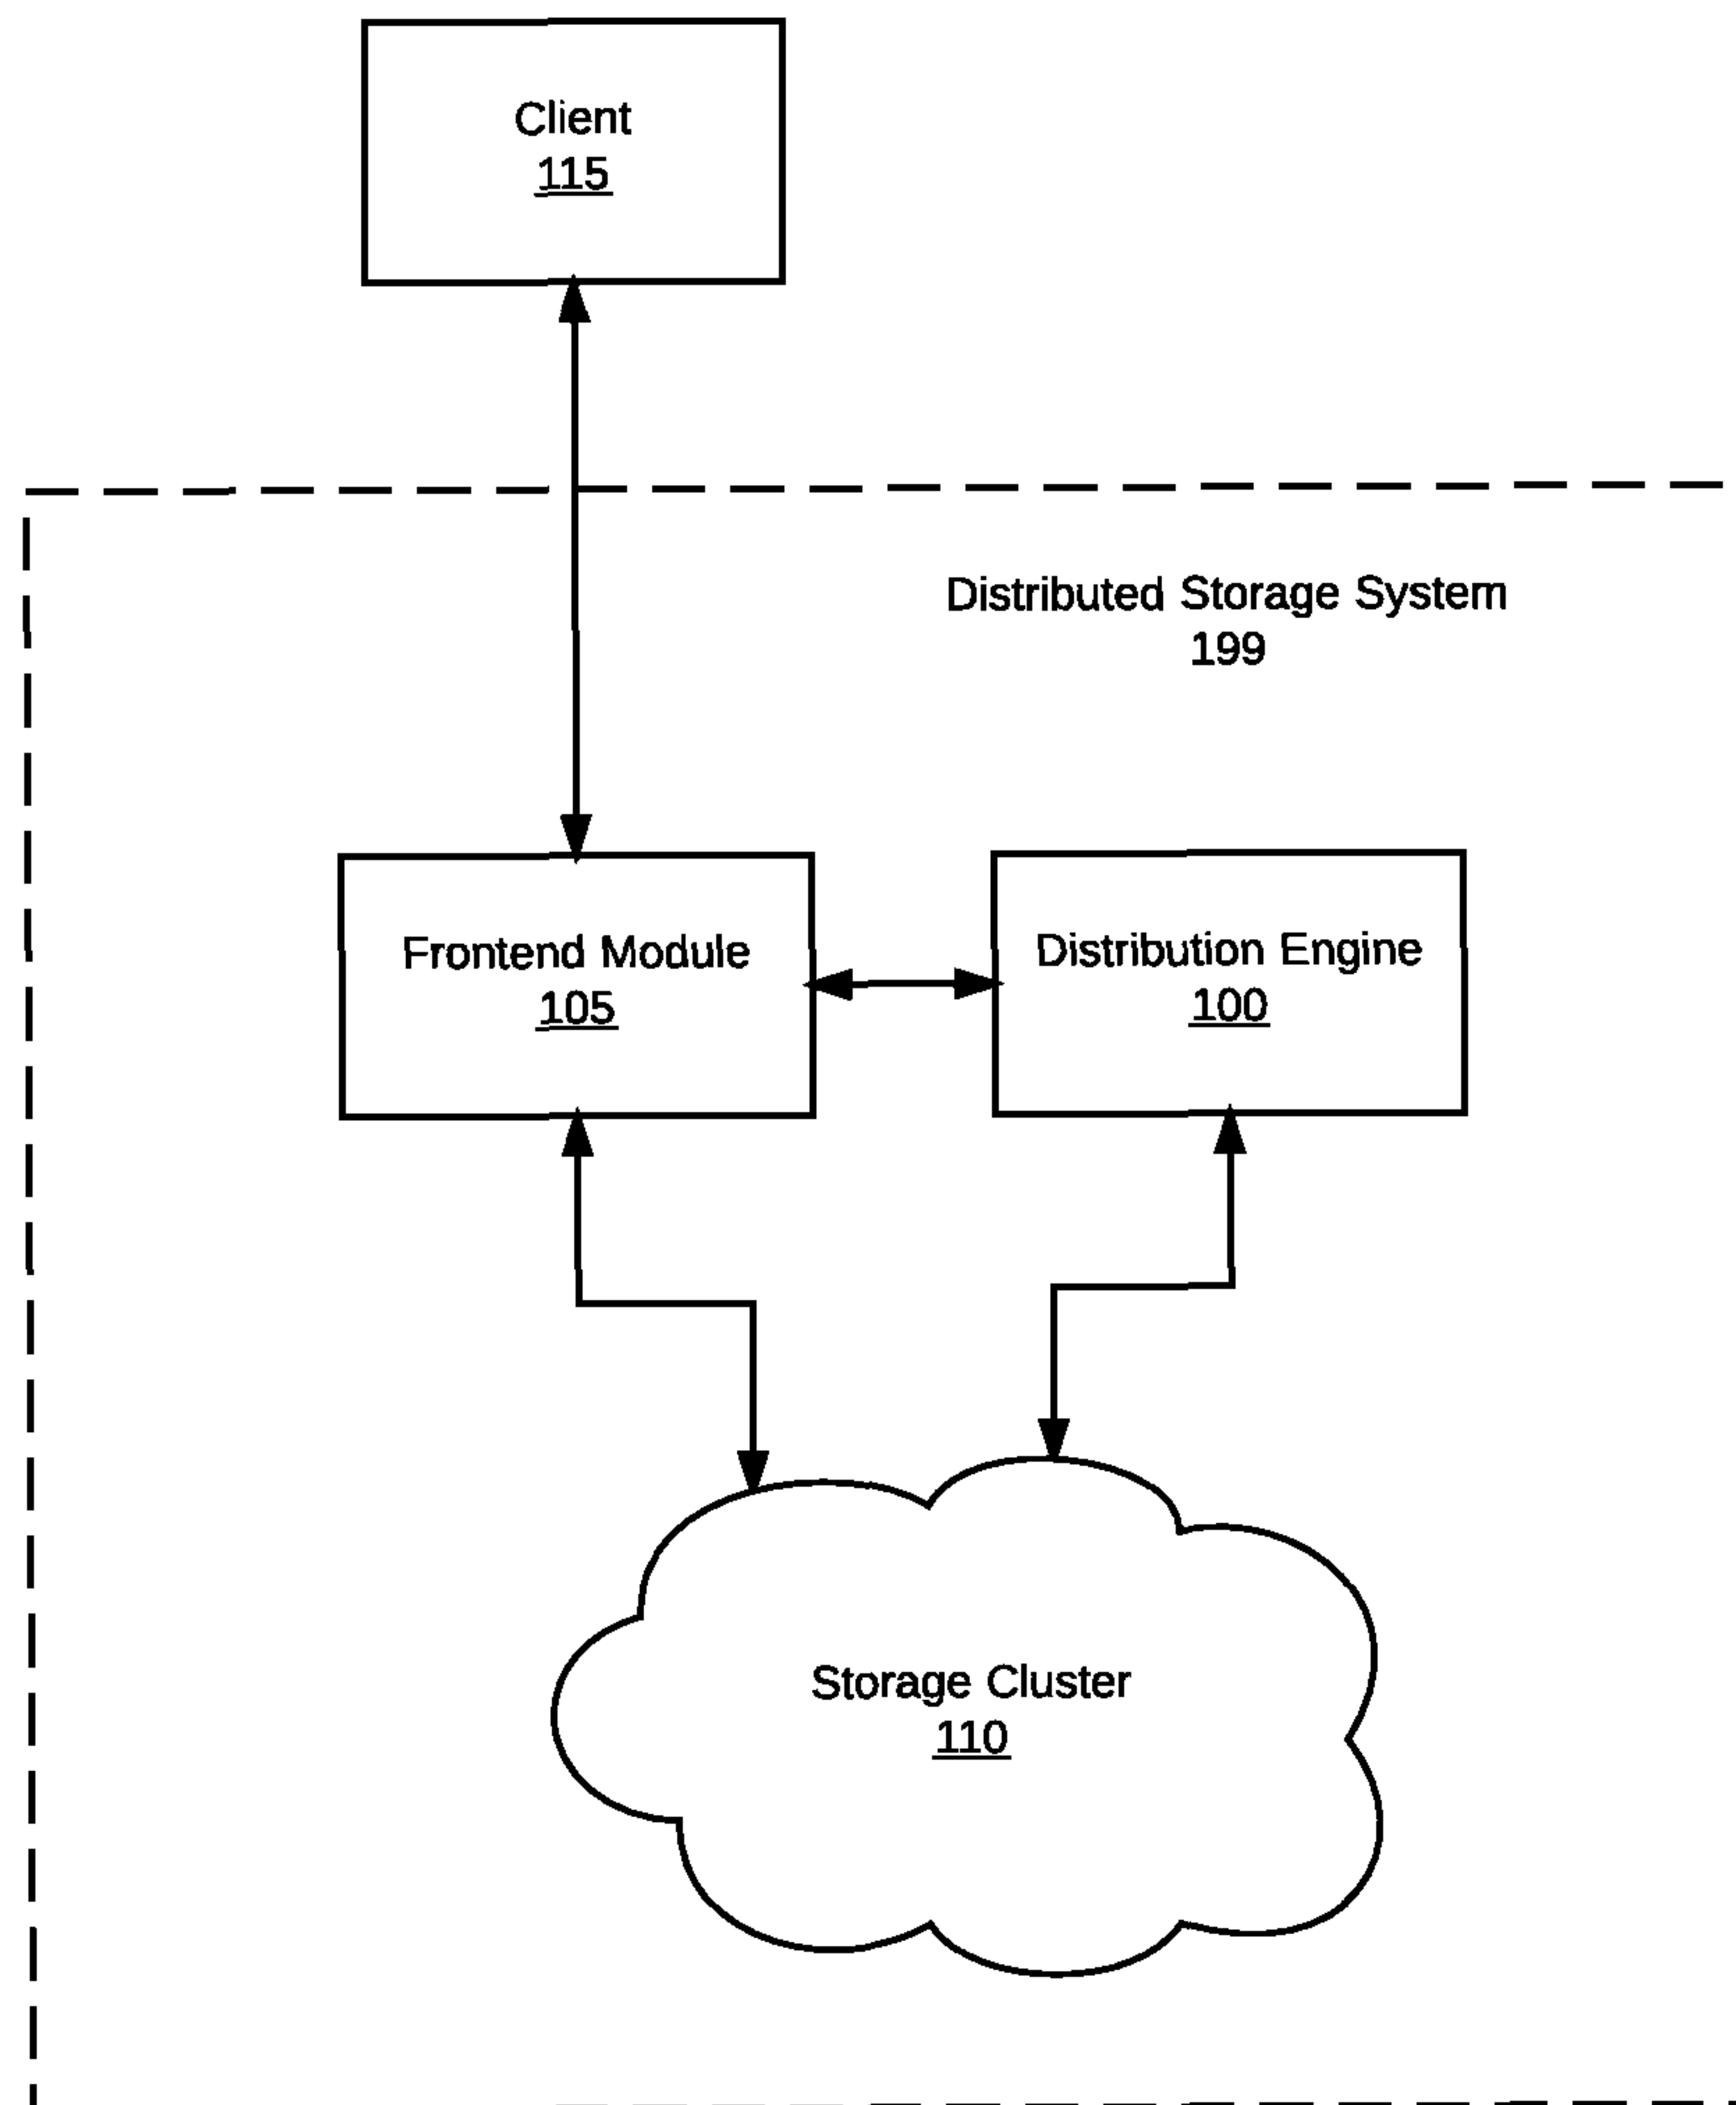 Client
115
Distributed Storage System
199
Frontend Module
105
Distribution Engine
100
Storage Cluster
110